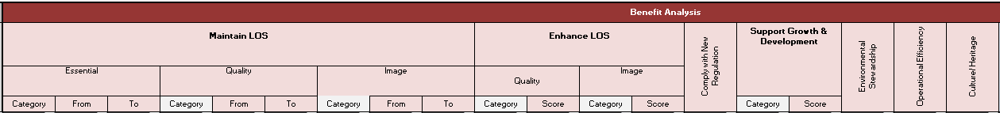 Benefit Analysis
Maintain LOS
Enhance LOS
Comply with New
Regulation
Support Growth &
Development
Environmental
Stewardship
Operational Efficiency
Culture/ Heritage
Essential
Quality
Image
Quality
Image
Category From To Category From To Category From To Category Score Category Score Category Score